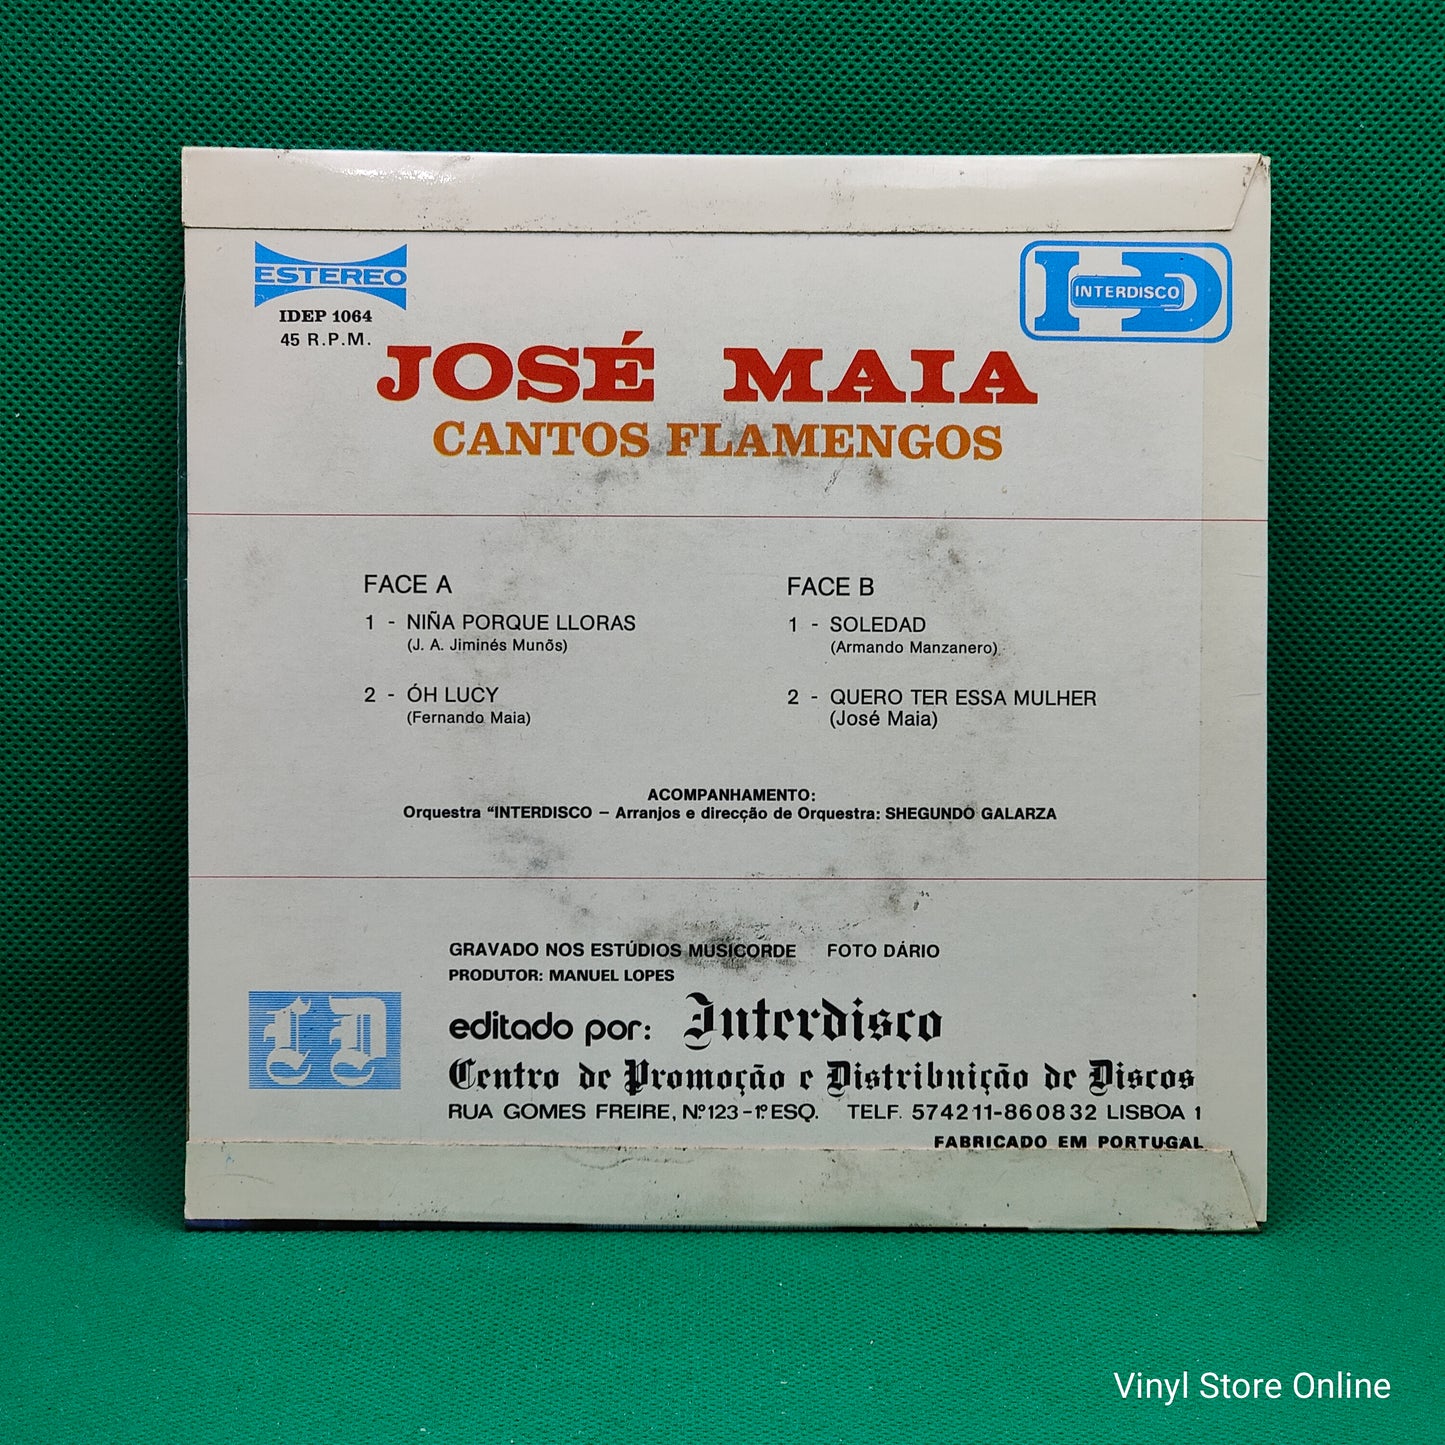 ESTEREO
IDEP 1064
45 R.P.M.
I-D
INTERDISCO
JOSÉ MAIA
CANTOS FLAMENGOS
FACE A
1 - NIÑA PORQUE LLORAS
(J. A. Jiminés Munõs)
2 - ÓH LUCY
(Fernando Maia)
FACE B
1 - SOLEDAD
(Armando Manzanero)
2 - QUERO TER ESSA MULHER
(José Maia)
ACOMPANHAMENTO:
Orquestra “INTERDISCO – Arranjos e direcção de Orquestra: SHEGUNDO GALARZA
GRAVADO NOS ESTÚDIOS MUSICORDE FOTO DÁRIO
PRODUTOR: MANUEL LOPES
editado por: Interdisco
Centro de Promoção e Distribuição de Discos
RUA GOMES FREIRE, Nº 123 - 1º ESQ. TELF. 574211-860832 LISBOA 1
FABRICADO EM PORTUGAL
Vinyl Store Online